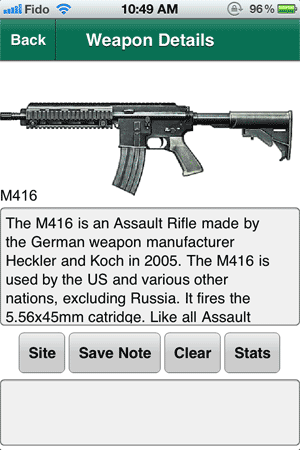 Fido 10:49 AM 96%
Back Weapon Details
M416
The M416 is an Assault Rifle made by
the German weapon manufacturer
Heckler and Koch in 2005. The M416 is
used by the US and various other
nations, excluding Russia. It fires the
5.56x45mm catridge. Like all Assault
Site Save Note Clear Stats